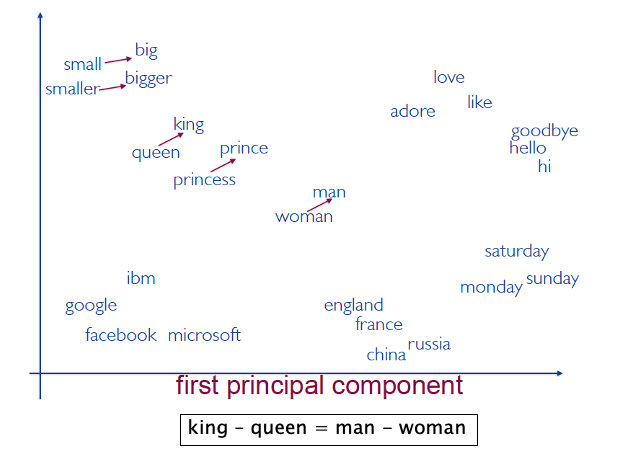 big
small
smaller bigger
love
like
adore
king
goodbye
hello
hi
queen
prince
princess
man
woman
saturday
sunday
monday
ibm
google
facebook microsoft
england
france
russia
china
first principal component
king – queen = man – woman